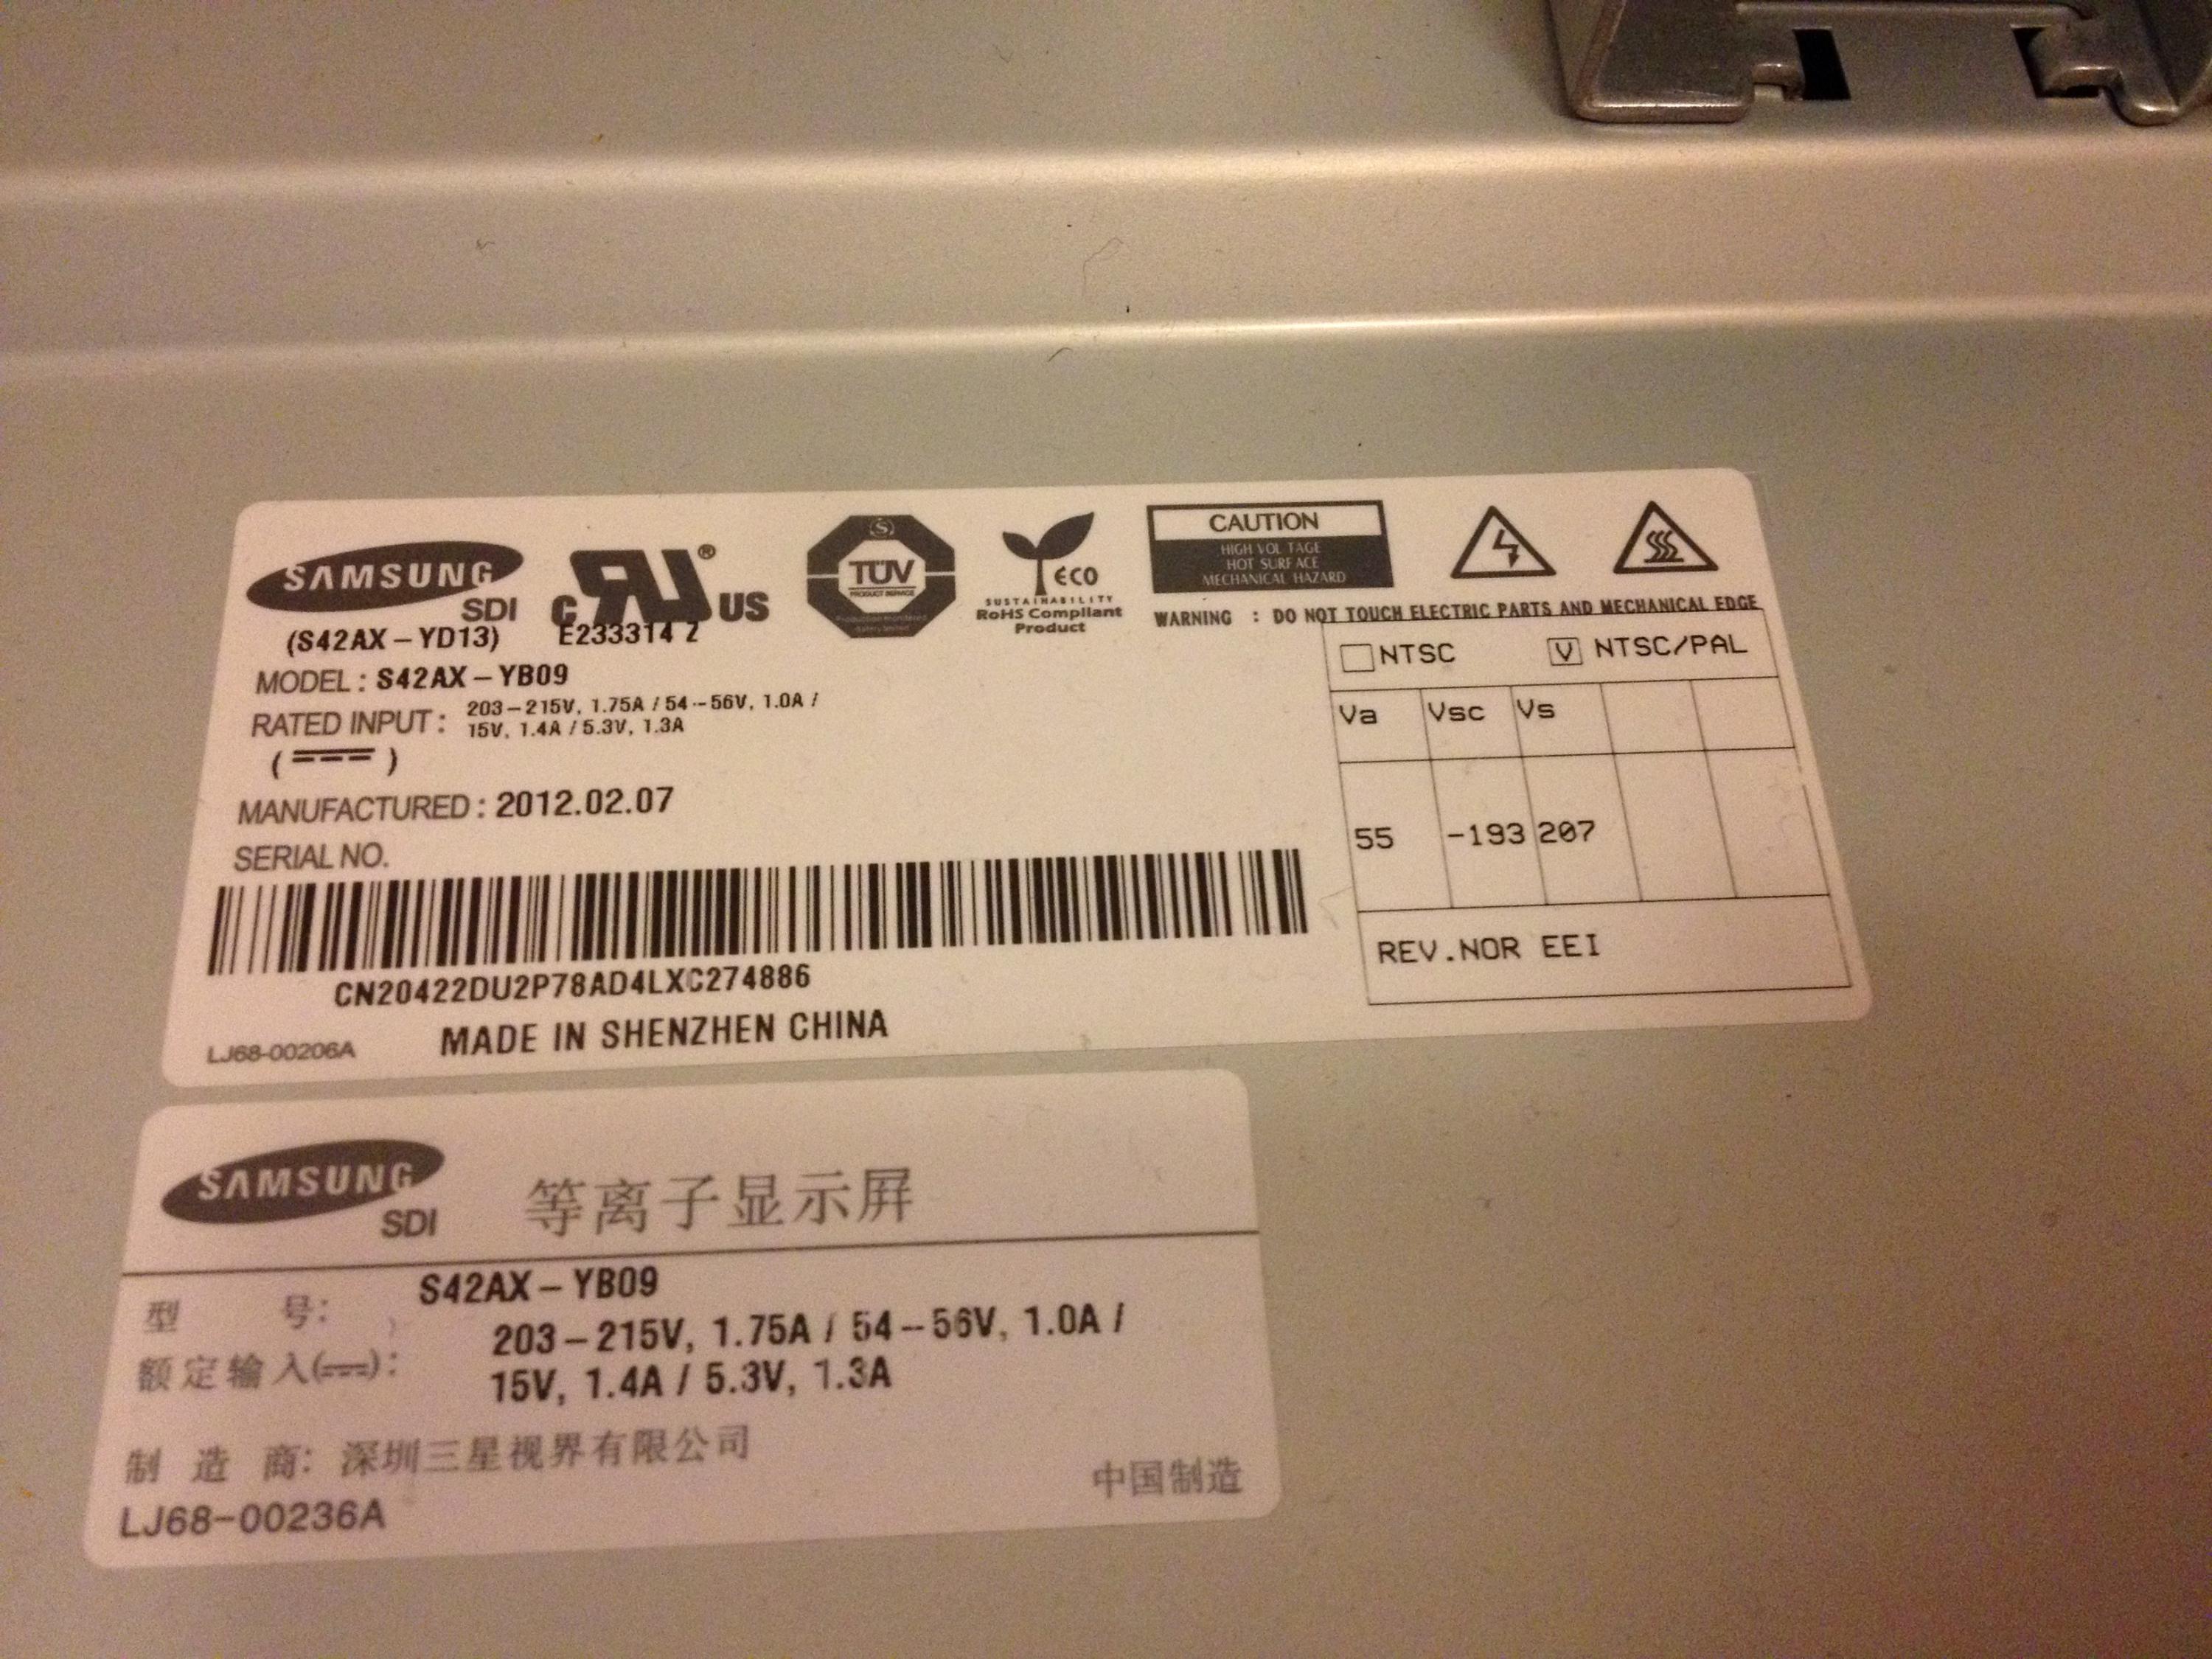 SAMSUNG
SDI
(S42AX-YD13)
C RU® US
E233314 Z
TÜV
PRODUCT SERVICE
ECO
SUSTAINABILITY
RoHS Compliant
Product
CAUTION
HIGH VOLTAGE
HOT SURFACE
MECHANICAL HAZARD
WARNING : DO NOT TOUCH ELECTRIC PARTS AND MECHANICAL EDGE
MODEL : S42AX-YB09
RATED INPUT : 203-215V, 1.75A / 54--56V, 1.0A /
15V, 1.4A / 5.3V, 1.3A
MANUFACTURED : 2012.02.07
SERIAL NO.
CN20422DU2P78AD4LXC274886
LJ68-00206A
MADE IN SHENZHEN CHINA
NTSC V NTSC/PAL
Va Vsc Vs
55 -193 207
REV.NOR EEI
SAMSUNG
SDI
等离子显示屏
型 号: S42AX-YB09
额定输入(): 203-215V, 1.75A / 54--56V, 1.0A /
15V, 1.4A / 5.3V, 1.3A
制造商: 深圳三星视界有限公司
LJ68-00236A
中国制造